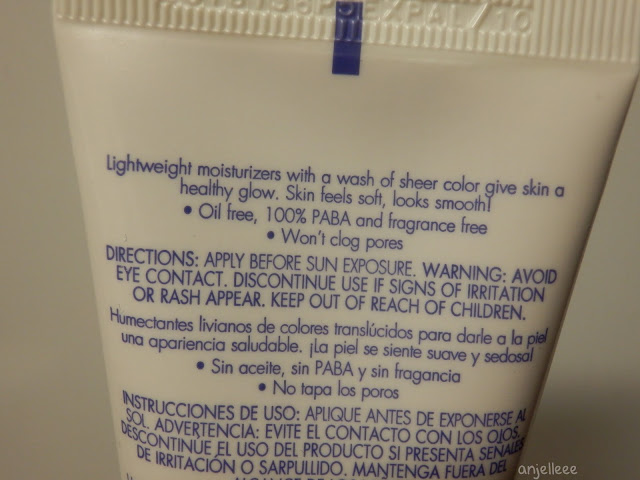 EXPAL /10
Lightweight moisturizers with a wash of sheer color give skin a
healthy glow. Skin feels soft, looks smooth!
• Oil free, 100% PABA and fragrance free
• Won't clog pores
DIRECTIONS: APPLY BEFORE SUN EXPOSURE. WARNING: AVOID
EYE CONTACT. DISCONTINUE USE IF SIGNS OF IRRITATION
OR RASH APPEAR. KEEP OUT OF REACH OF CHILDREN.
Humectantes livianos de colores translúcidos para darle a la piel
una apariencia saludable. ¡La piel se siente suave y sedosa!
• Sin aceite, sin PABA y sin fragancia
• No tapa los poros
INSTRUCCIONES DE USO: APLIQUE ANTES DE EXPONERSE AL
SOL. ADVERTENCIA: EVITE EL CONTACTO CON LOS OJOS.
DESCONTINÚE EL USO DEL PRODUCTO SI PRESENTA SEÑALES
DE IRRITACIÓN O SARPULLIDO. MANTENGA FUERA DEL
anjelleee